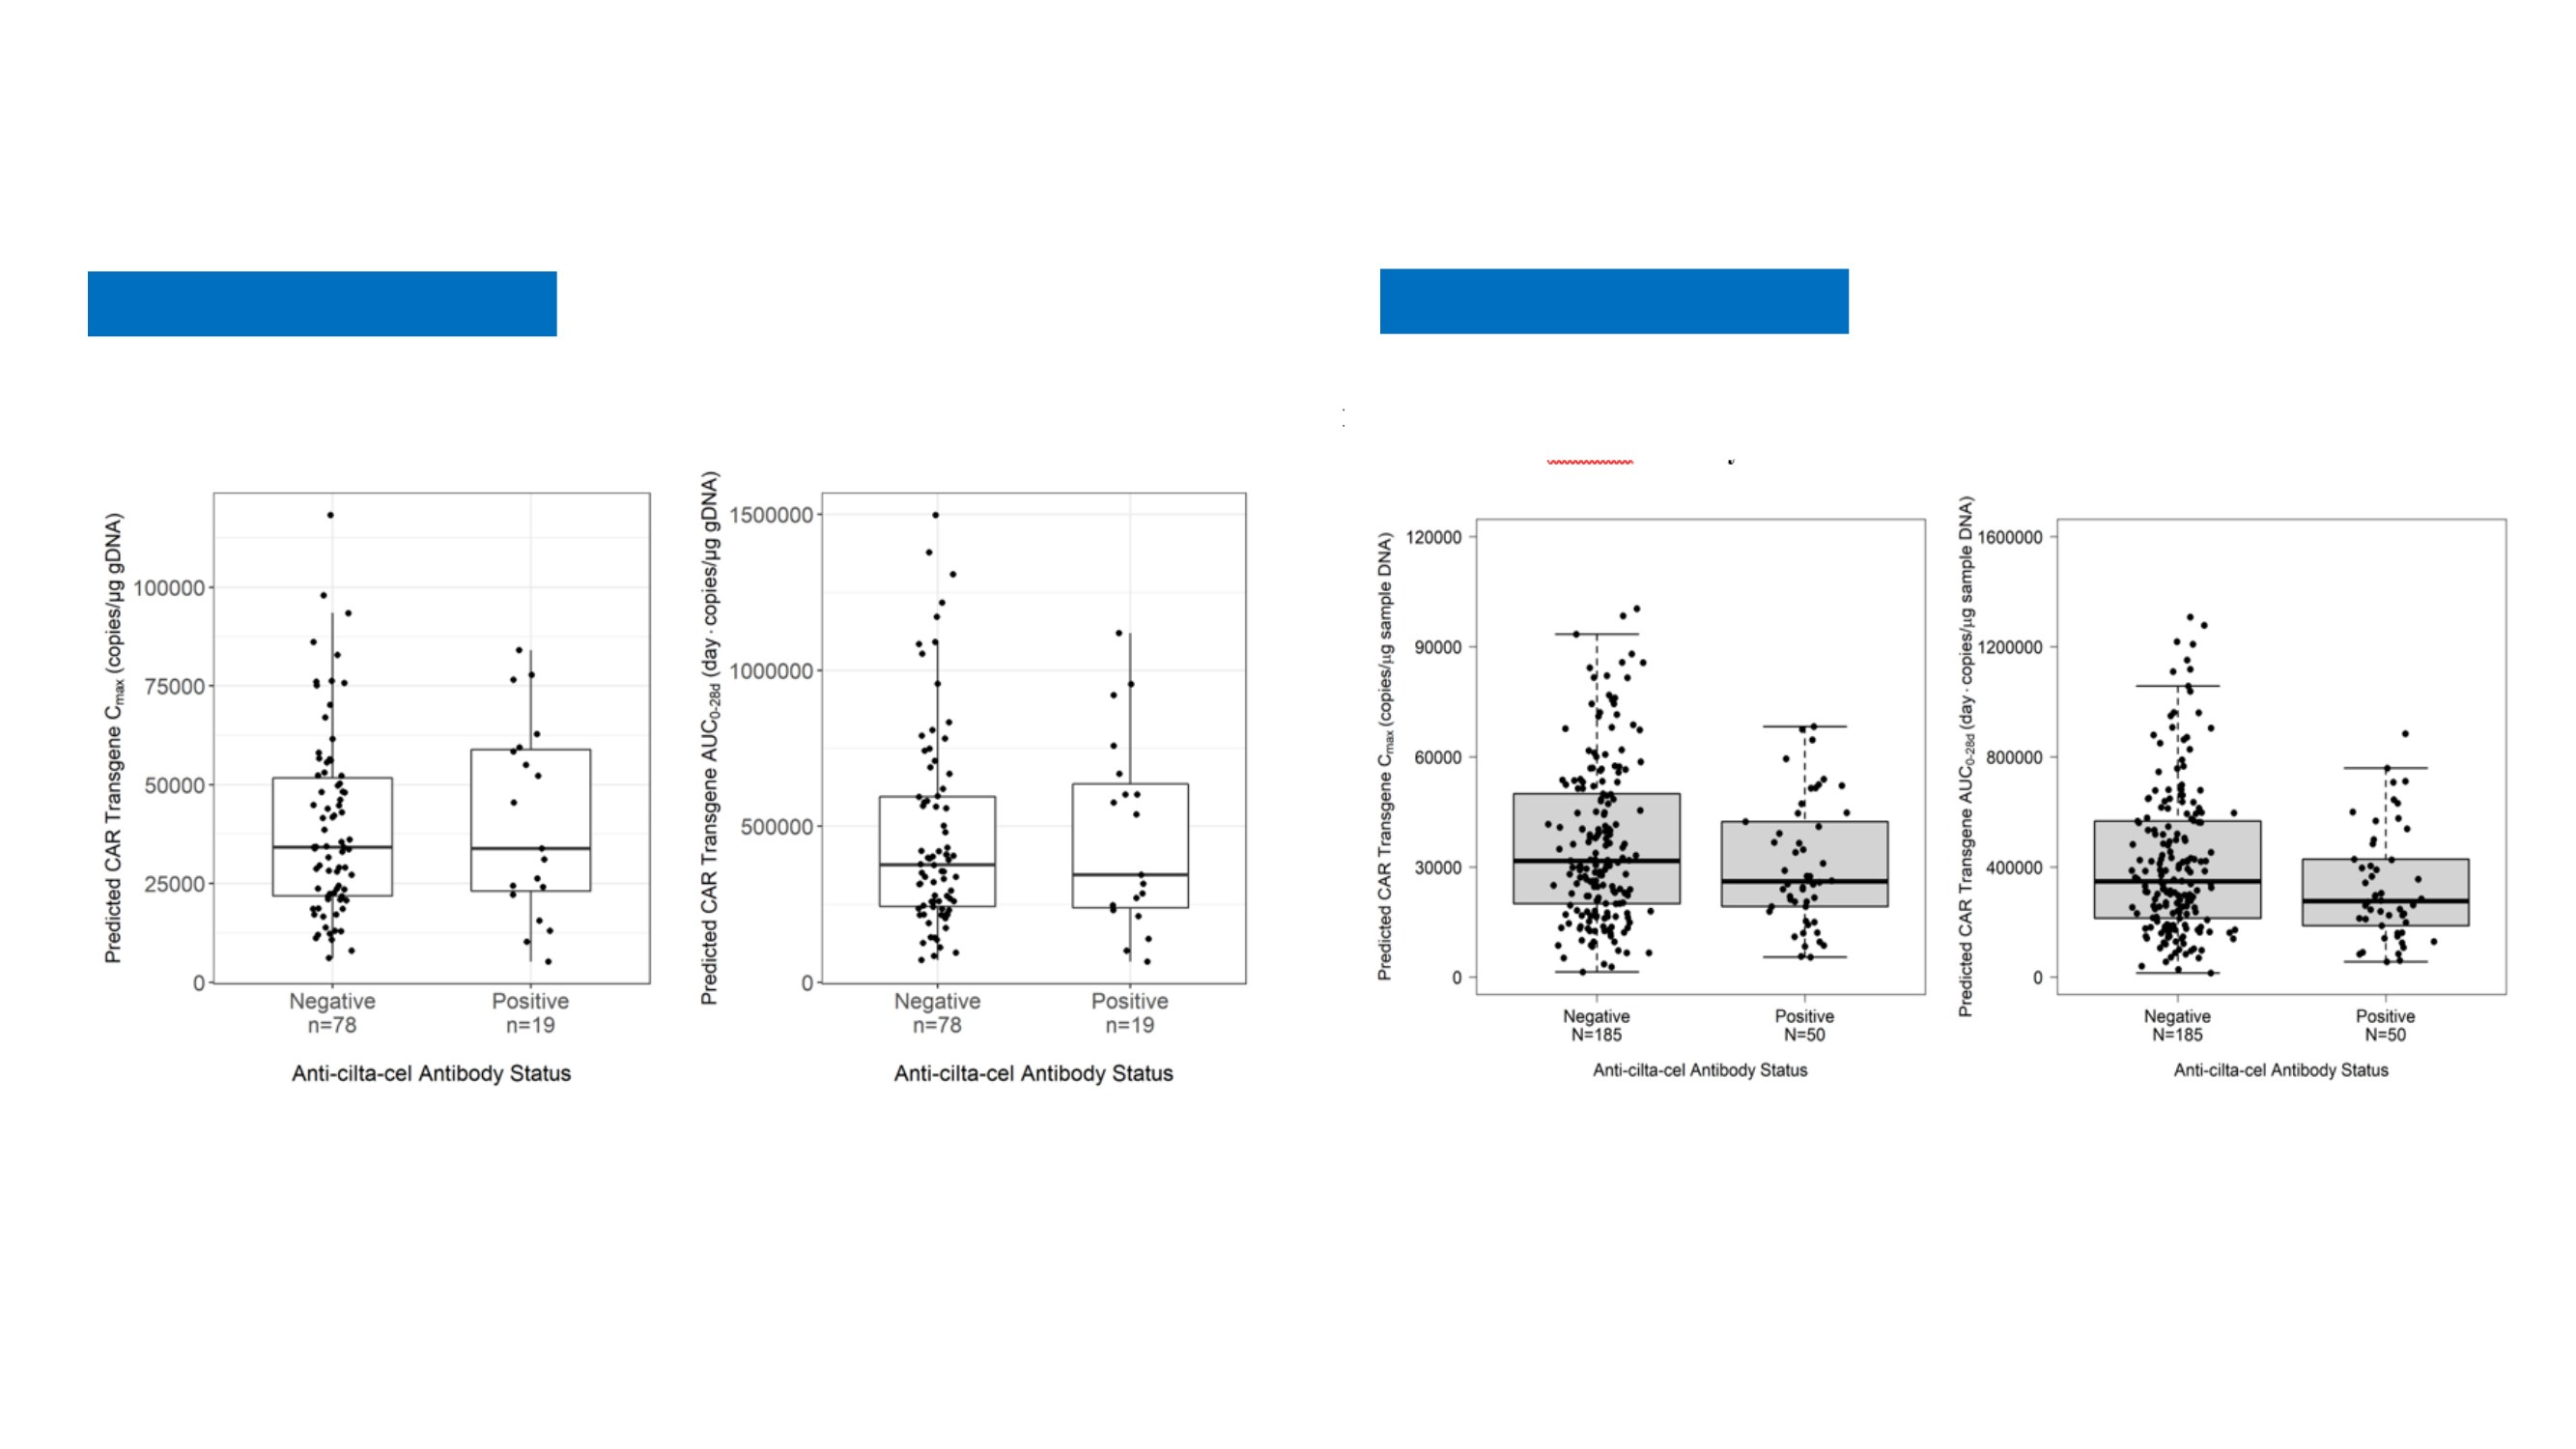 Predicted CAR Transgene Cmax (copies/µg gDNA)
100000
75000
50000
25000
0
Negative
n=78
Positive
n=19
Anti-cilta-cel Antibody Status
Predicted CAR Transgene AUC0-28d (day · copies/µg gDNA)
1500000
1000000
500000
0
Negative
n=78
Positive
n=19
Anti-cilta-cel Antibody Status
Predicted CAR Transgene Cmax (copies/µg sample DNA)
120000
90000
60000
30000
0
Negative
N=185
Positive
N=50
Anti-cilta-cel Antibody Status
Predicted CAR Transgene AUC0-28d (day · copies/µg sample DNA)
1600000
1200000
800000
400000
0
Negative
N=185
Positive
N=50
Anti-cilta-cel Antibody Status